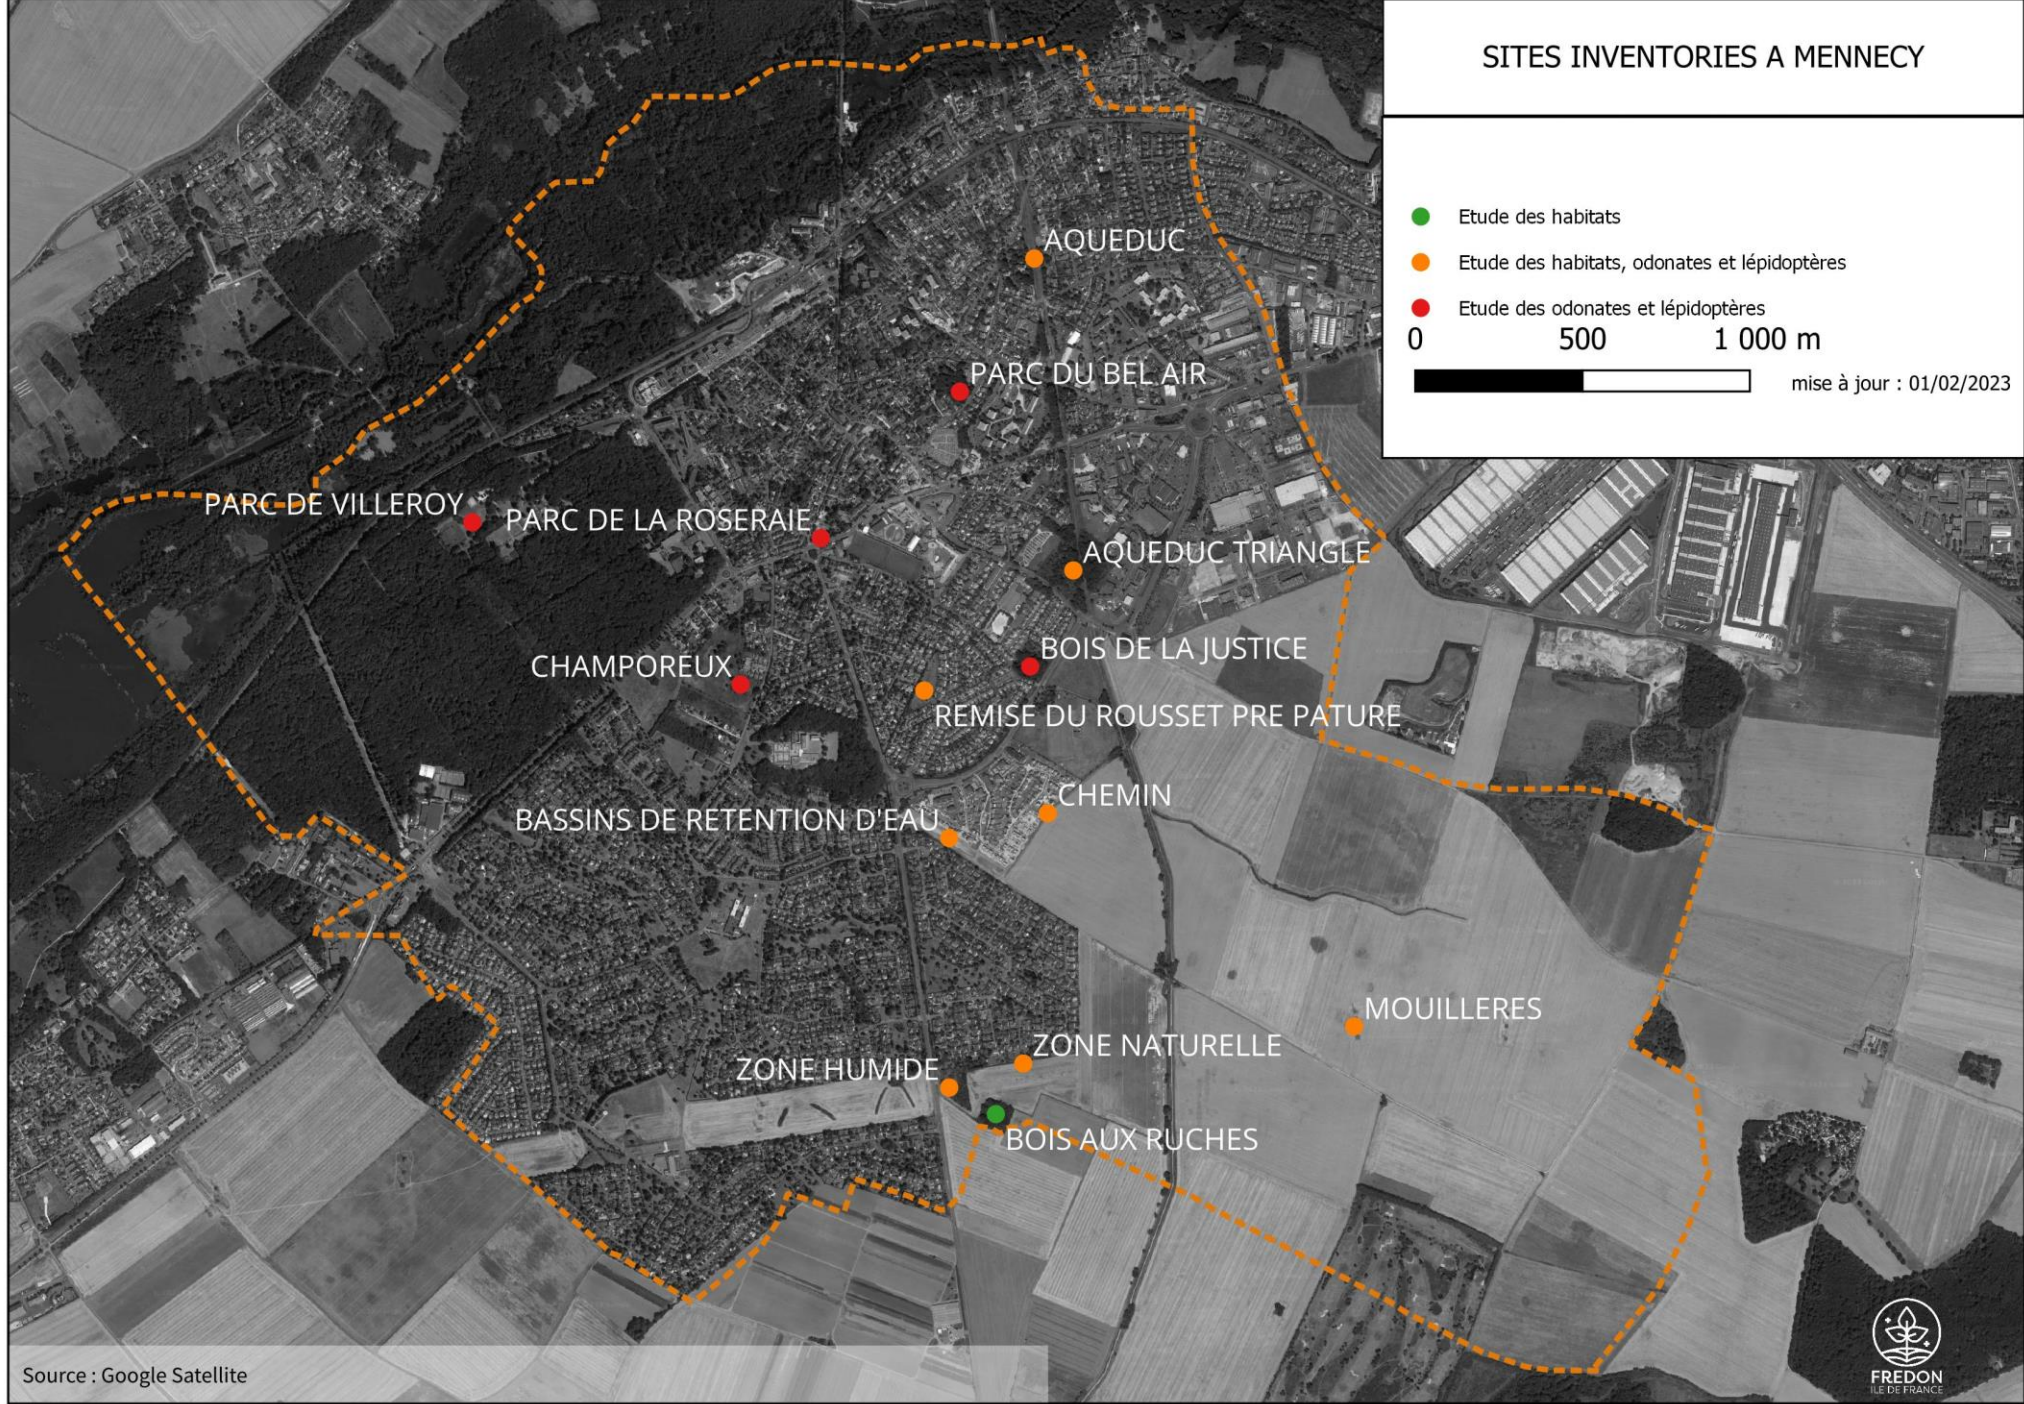 SITES INVENTORIES A MENNECY
Etude des habitats
Etude des habitats, odonates et lépidoptères
Etude des odonates et lépidoptères
0 500 1 000 m
mise à jour : 01/02/2023
AQUEDUC
PARC DU BEL AIR
PARC DE VILLEROY
PARC DE LA ROSERAIE
AQUEDUC TRIANGLE
BOIS DE LA JUSTICE
CHAMPOREUX
REMISE DU ROUSSET PRE PATURE
CHEMIN
BASSINS DE RETENTION D'EAU
MOUILLERES
ZONE NATURELLE
ZONE HUMIDE
BOIS AUX RUCHES
Source : Google Satellite
FREDON
ILE DE FRANCE